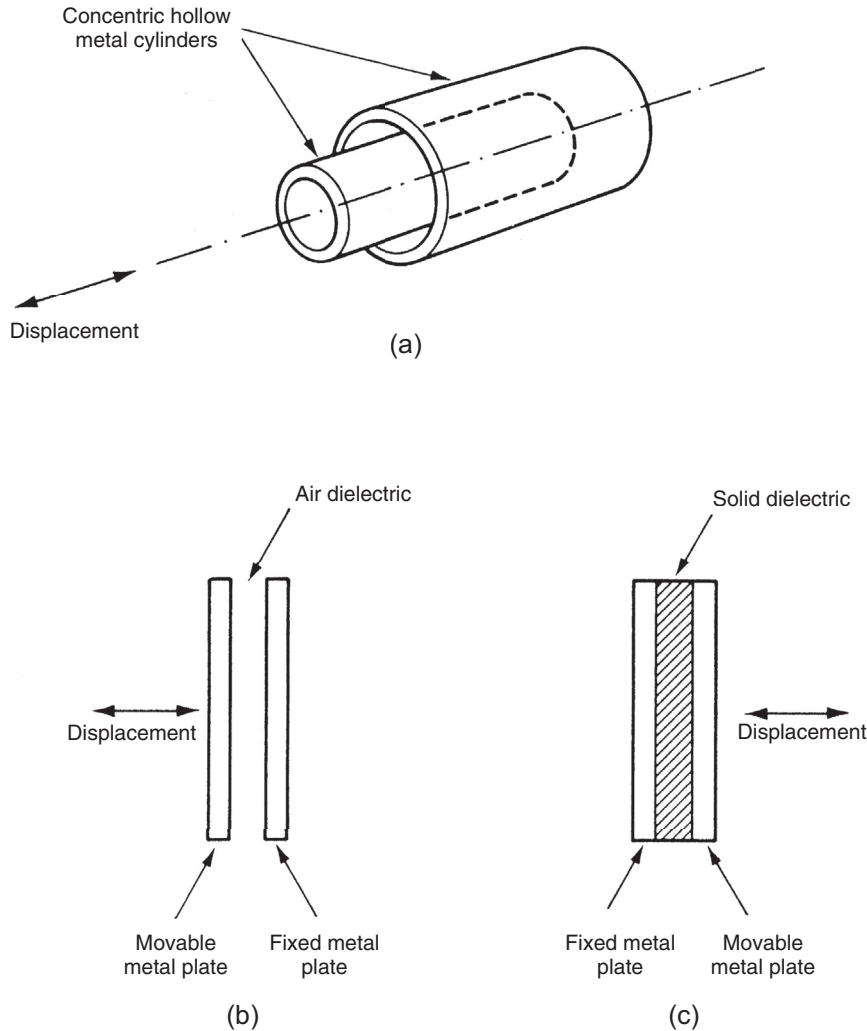 Concentric hollow
metal cylinders
Displacement
(a)
Air dielectric
Solid dielectric
Displacement
Displacement
Movable
metal plate
Fixed metal
plate
Fixed metal
plate
Movable
metal plate
(b)
(c)